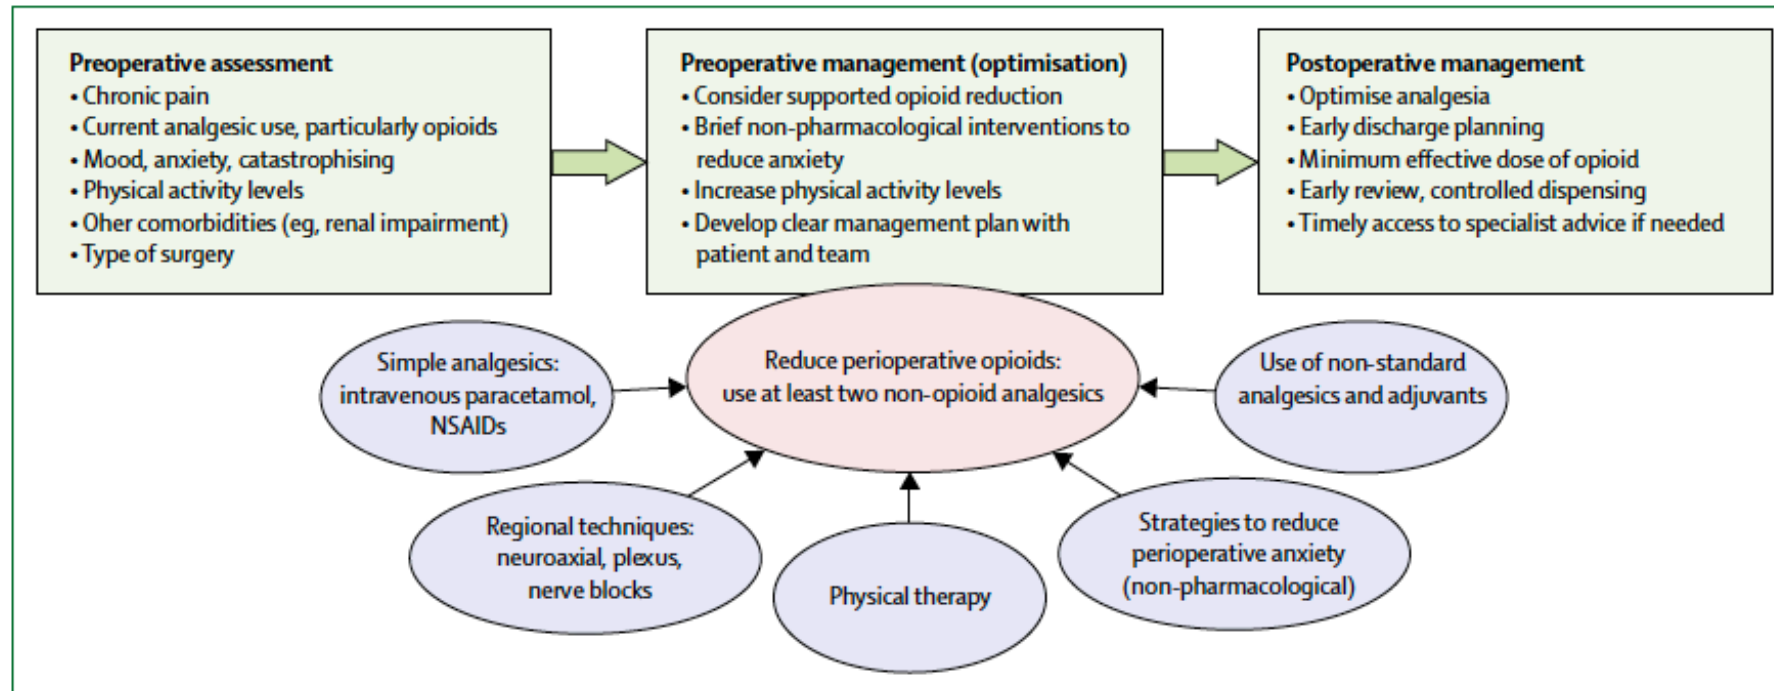 Preoperative assessment
• Chronic pain
• Current analgesic use, particularly opioids
• Mood, anxiety, catastrophising
• Physical activity levels
• Other comorbidities (eg, renal impairment)
• Type of surgery
Preoperative management (optimisation)
• Consider supported opioid reduction
• Brief non-pharmacological interventions to
reduce anxiety
• Increase physical activity levels
• Develop clear management plan with
patient and team
Postoperative management
• Optimise analgesia
• Early discharge planning
• Minimum effective dose of opioid
• Early review, controlled dispensing
• Timely access to specialist advice if needed
Simple analgesics:
intravenous paracetamol,
NSAIDs
Reduce perioperative opioids:
use at least two non-opioid analgesics
Use of non-standard
analgesics and adjuvants
Regional techniques:
neuroaxial, plexus,
nerve blocks
Physical therapy
Strategies to reduce
perioperative anxiety
(non-pharmacological)